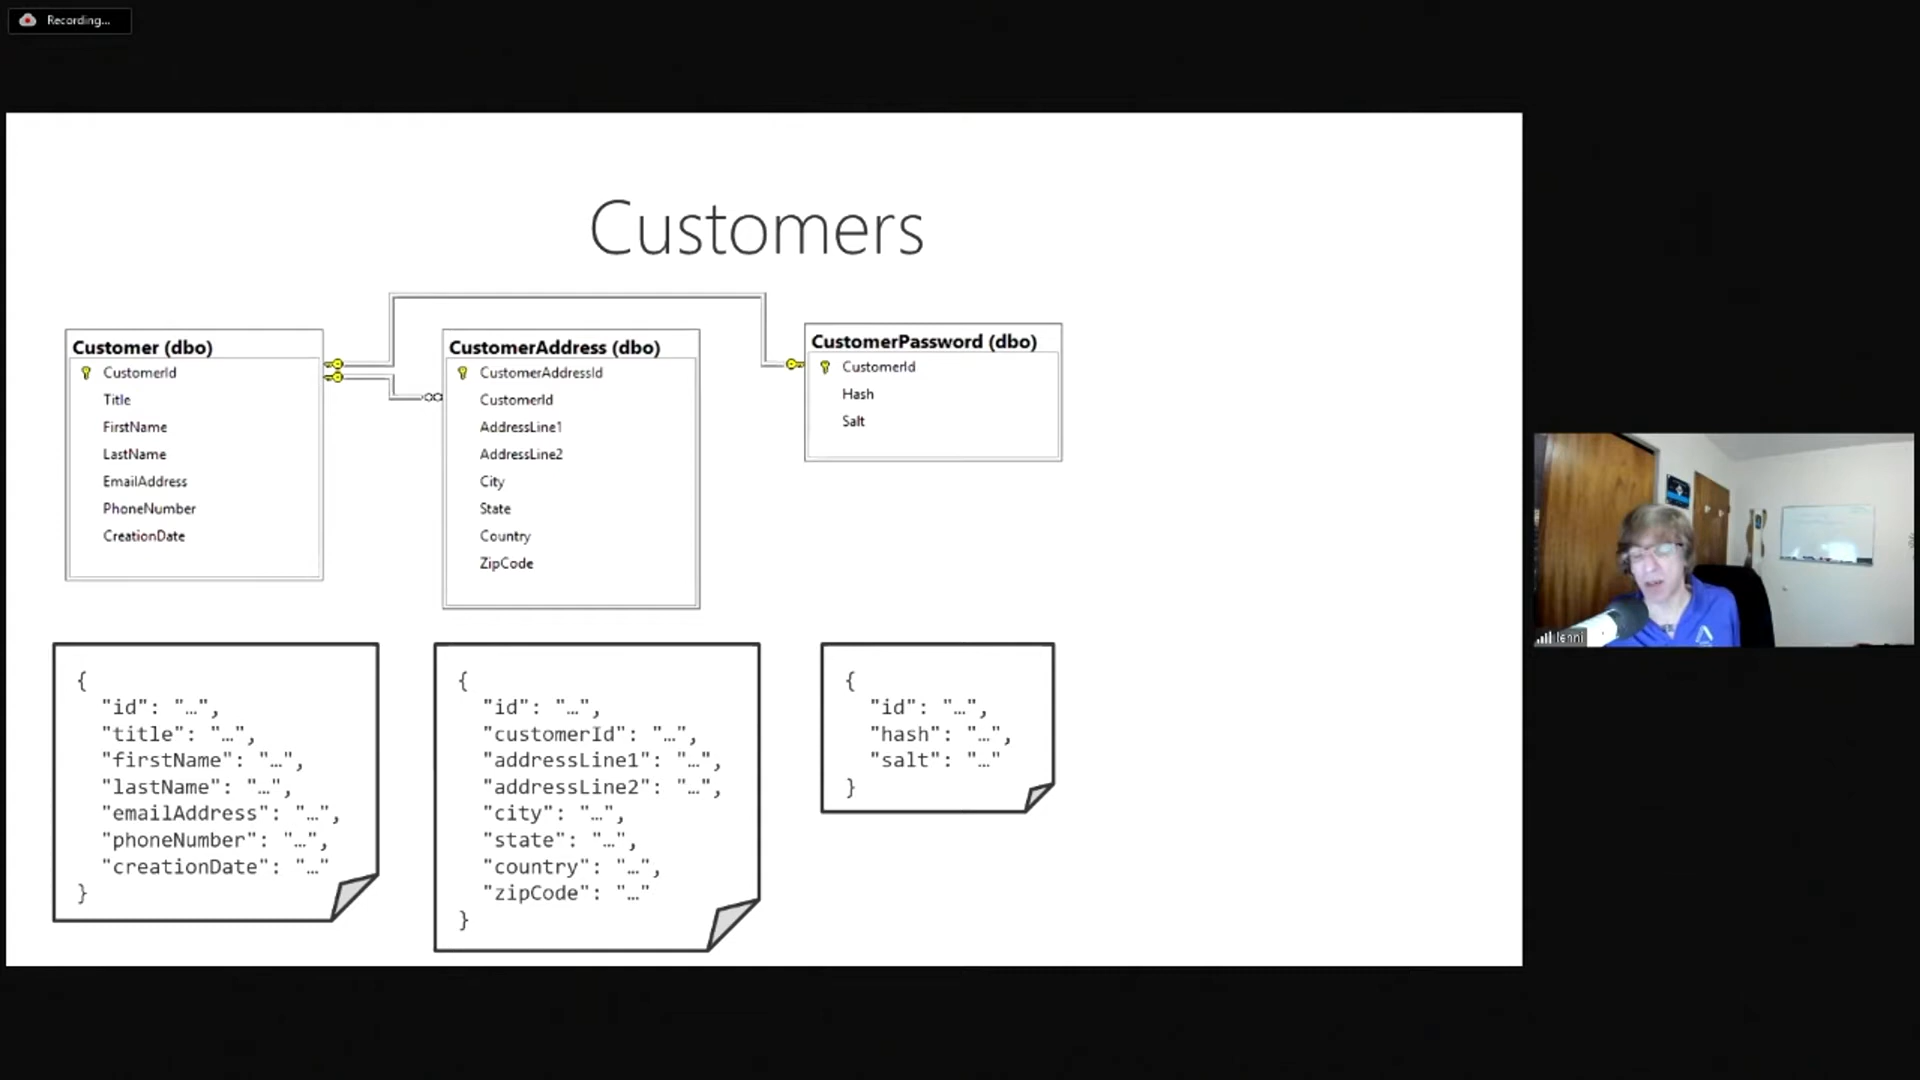 Recording...
Customers
Customer (dbo)
CustomerId
Title
FirstName
LastName
EmailAddress
PhoneNumber
CreationDate
CustomerAddress (dbo)
CustomerAddressId
CustomerId
AddressLine1
AddressLine2
City
State
Country
ZipCode
CustomerPassword (dbo)
CustomerId
Hash
Salt
{
"id": "…",
"title": "…",
"firstName": "…",
"lastName": "…",
"emailAddress": "…",
"phoneNumber": "…",
"creationDate": "…"
}
{
"id": "…",
"customerId": "…",
"addressLine1": "…",
"addressLine2": "…",
"city": "…",
"state": "…",
"country": "…",
"zipCode": "…"
}
{
"id": "…",
"hash": "…",
"salt": "…"
}
lenni